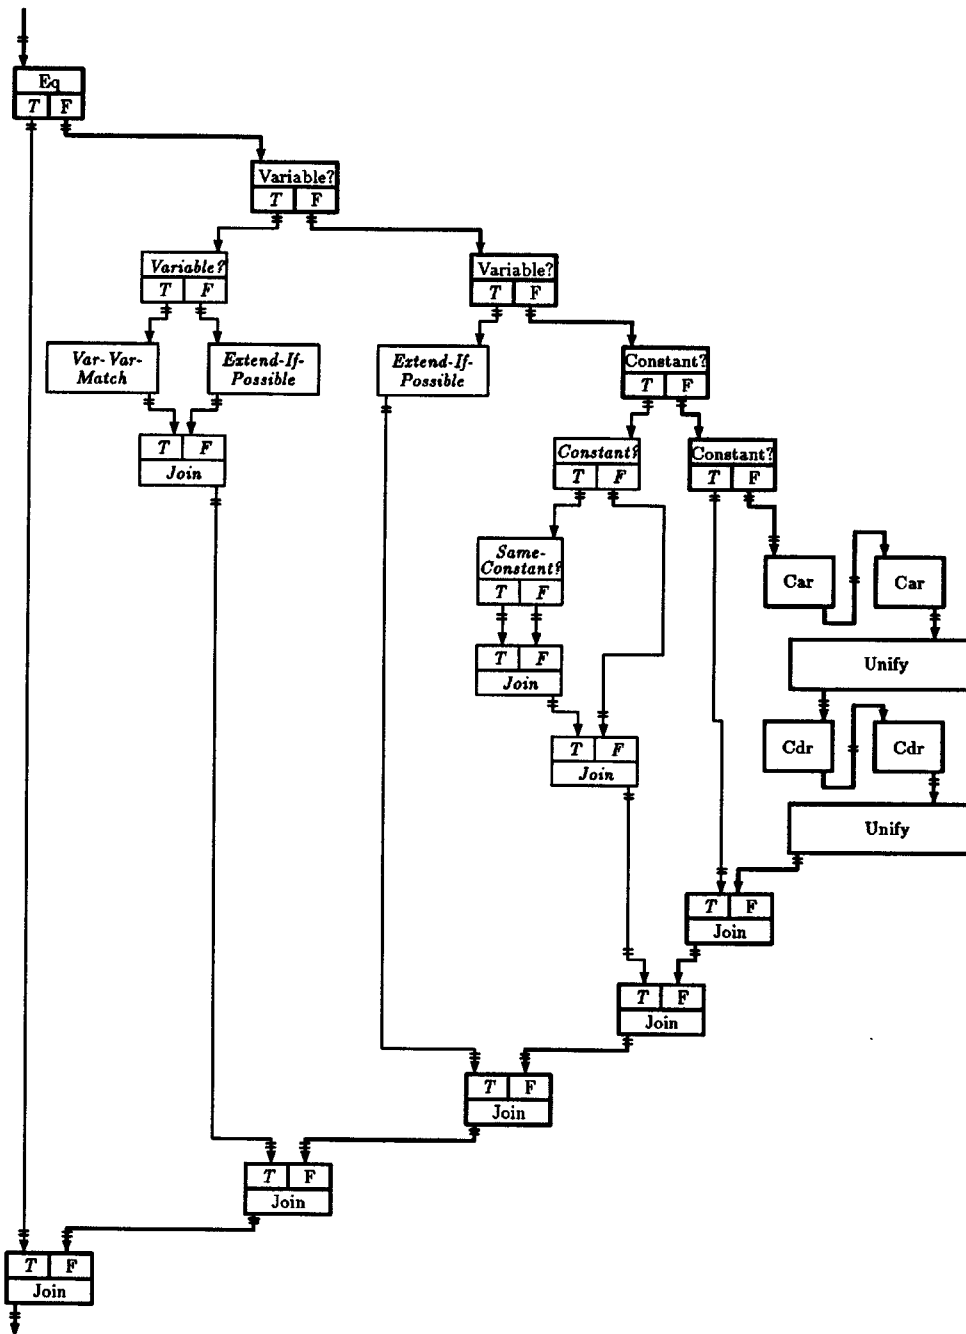 Eq
T F
Variable?
T F
Variable?
T F
Variable?
T F
Var-Var-
Match
Extend-If-
Possible
Extend-If-
Possible
Constant?
T F
T F
Join
Constant?
T F
Constant?
T F
Same-
Constant?
T F
Car
Car
T F
Join
Unify
T F
Join
Cdr
Cdr
Unify
T F
Join
T F
Join
T F
Join
T F
Join
T F
Join